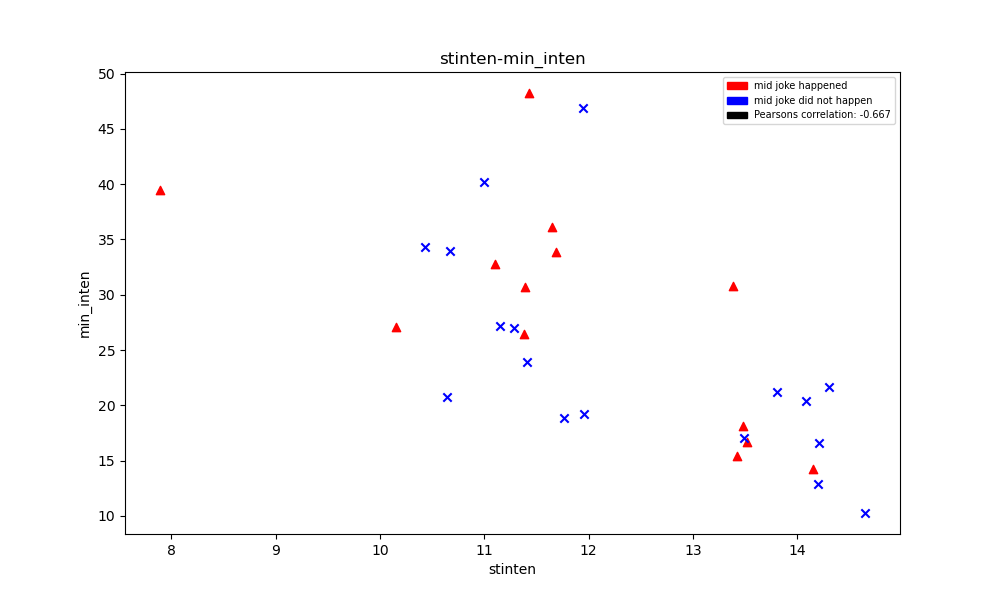 stinten-min_inten
mid joke happened
mid joke did not happen
Pearsons correlation: -0.667
50
45
40
35
30
25
20
15
10
min_inten
8 9 10 11 12 13 14
stinten